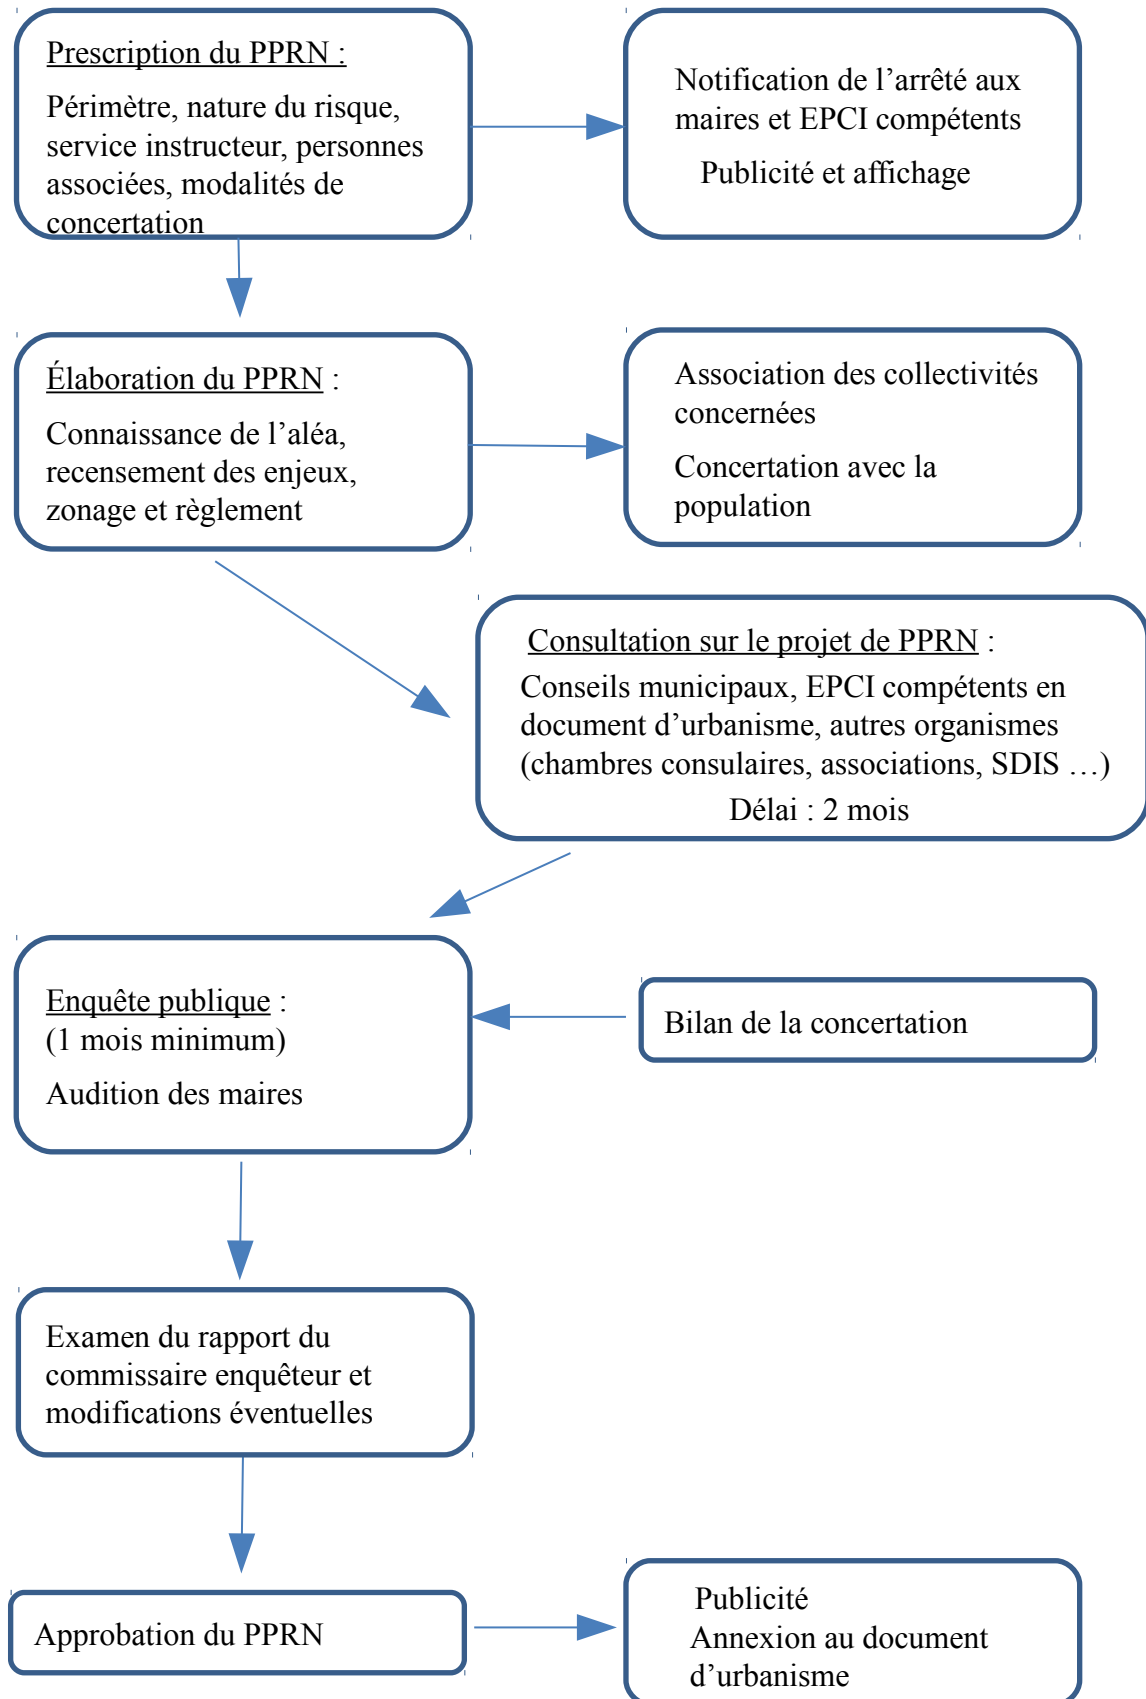 Prescription du PPRN :
Périmètre, nature du risque,
service instructeur, personnes
associées, modalités de
concertation
Notification de l’arrêté aux
maires et EPCI compétents
Publicité et affichage
Élaboration du PPRN :
Connaissance de l’aléa,
recensement des enjeux,
zonage et règlement
Association des collectivités
concernées
Concertation avec la
population
Consultation sur le projet de PPRN :
Conseils municipaux, EPCI compétents en
document d’urbanisme, autres organismes
(chambres consulaires, associations, SDIS …)
Délai : 2 mois
Enquête publique :
(1 mois minimum)
Audition des maires
Bilan de la concertation
Examen du rapport du
commissaire enquêteur et
modifications éventuelles
Approbation du PPRN
Publicité
Annexion au document
d’urbanisme